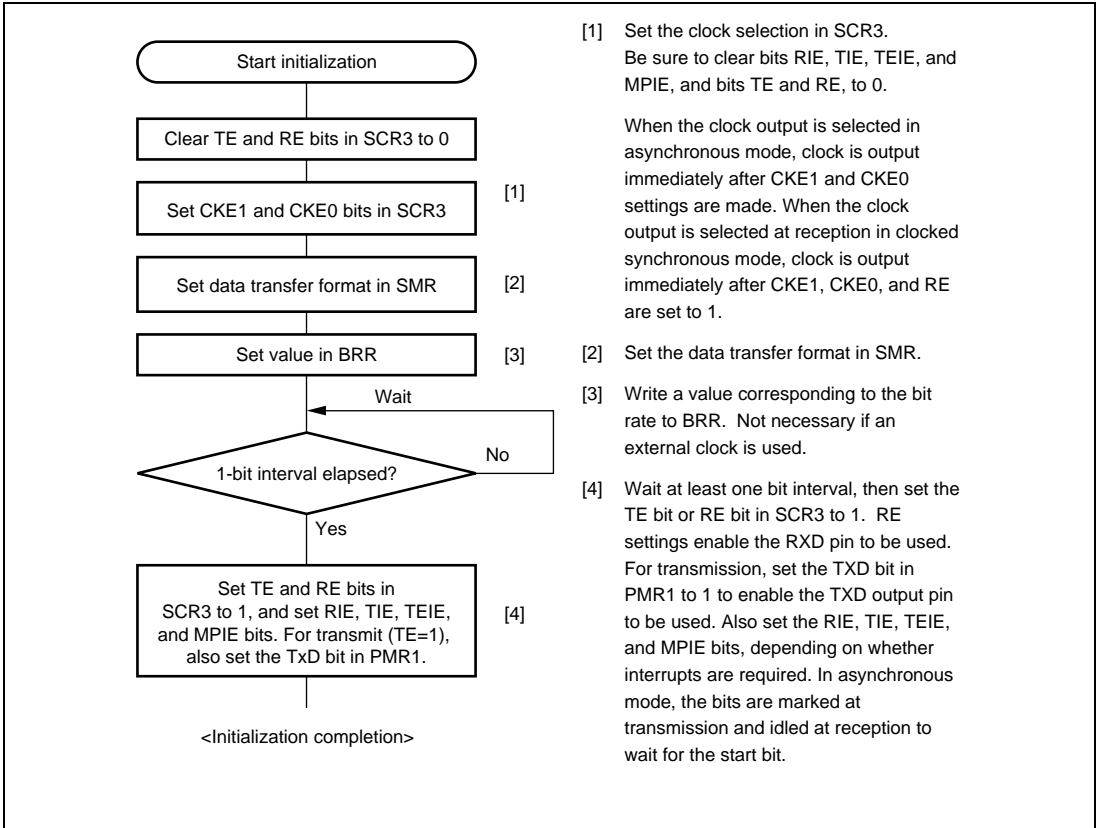 Start initialization
Clear TE and RE bits in SCR3 to 0
Set CKE1 and CKE0 bits in SCR3
[1]
Set data transfer format in SMR
[2]
Set value in BRR
[3]
Wait
1-bit interval elapsed?
No
Yes
Set TE and RE bits in
SCR3 to 1, and set RIE, TIE, TEIE,
and MPIE bits. For transmit (TE=1),
also set the TxD bit in PMR1.
[4]
<Initialization completion>
[1] Set the clock selection in SCR3.
Be sure to clear bits RIE, TIE, TEIE, and
MPIE, and bits TE and RE, to 0.
When the clock output is selected in
asynchronous mode, clock is output
immediately after CKE1 and CKE0
settings are made. When the clock
output is selected at reception in clocked
synchronous mode, clock is output
immediately after CKE1, CKE0, and RE
are set to 1.
[2] Set the data transfer format in SMR.
[3] Write a value corresponding to the bit
rate to BRR. Not necessary if an
external clock is used.
[4] Wait at least one bit interval, then set the
TE bit or RE bit in SCR3 to 1. RE
settings enable the RXD pin to be used.
For transmission, set the TXD bit in
PMR1 to 1 to enable the TXD output pin
to be used. Also set the RIE, TIE, TEIE,
and MPIE bits, depending on whether
interrupts are required. In asynchronous
mode, the bits are marked at
transmission and idled at reception to
wait for the start bit.